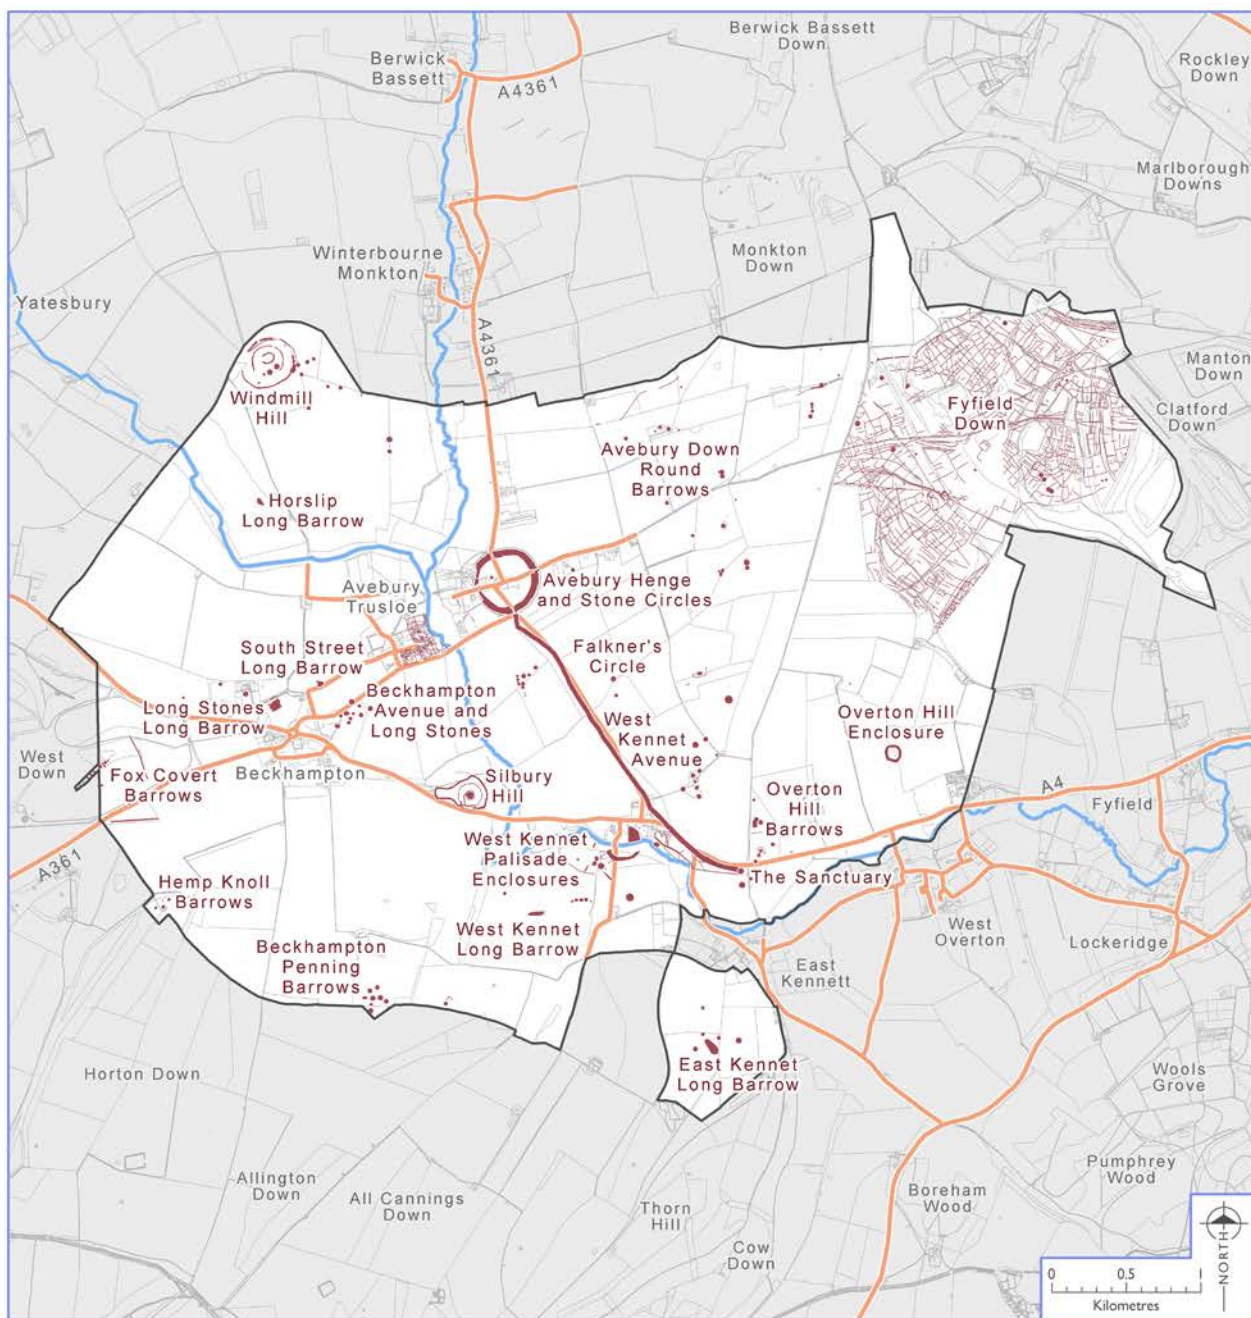 Berwick Bassett
Down
Berwick
Bassett
A4361
Rockley
Down
Marlborough
Downs
Winterbourne
Monkton
Monkton
Down
Yatesbury
A4361
Manton
Down
Windmill
Hill
Fyfield
Down
Clatford
Down
Avebury Down
Round
Barrows
Horslip
Long Barrow
Avebury
Trusloe
Avebury Henge
and Stone Circles
South Street
Long Barrow
Falkner's
Circle
Long Stones
Long Barrow
Beckhampton
Avenue and
Long Stones
West
Kennet
Avenue
Overton Hill
Enclosure
West
Down
Fox Covert
Barrows
Beckhampton
Silbury
Hill
Overton
Hill
Barrows
A4
Fyfield
A361
West Kennet
Palisade
Enclosures
The Sanctuary
Hemp Knoll
Barrows
West Kennet
Long Barrow
West
Overton
Lockeridge
Beckhampton
Penning
Barrows
East
Kennett
East Kennet
Long Barrow
Horton Down
Wools
Grove
Allington
Down
All Cannings
Down
Thorn
Hill
Cow
Down
Boreham
Wood
Pumphrey
Wood
NORTH
0 0.5 1
Kilometres